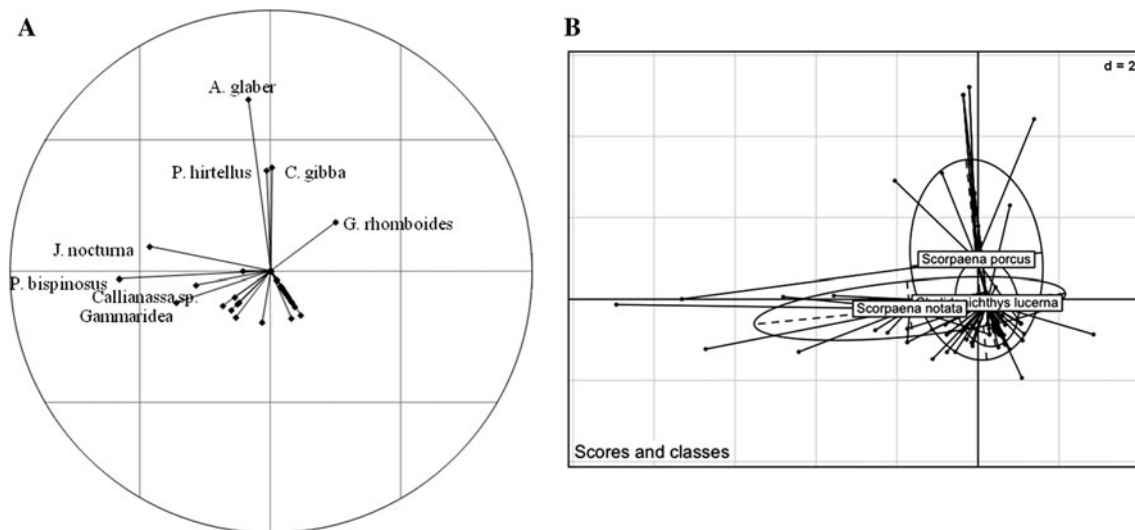 A
A. glaber
P. hirtellus
C. gibba
G. rhomboides
J. nocturna
P. bispinosus
Callianassa sp.
Gammaridea
B
d = 2
Scorpaena porcus
lucerna
Scorpaena notata
Scores and classes